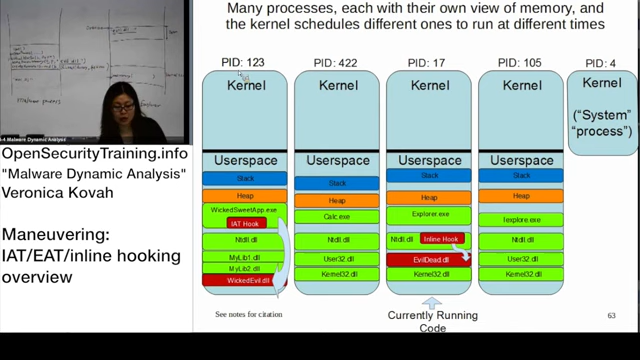 Many processes, each with their own view of memory, and
the kernel schedules different ones to run at different times
PID: 123
Kernel
Userspace
Stack
Heap
WickedSweetApp.exe
IAT Hook
Ntdll.dll
MyLib1.dll
MyLib2.dll
WickedEvil.dll
PID: 422
Kernel
Userspace
Stack
Heap
Calc.exe
Ntdll.dll
User32.dll
Kernel32.dll
PID: 17
Kernel
Userspace
Stack
Heap
Explorer.exe
Ntdll.dll
Inline Hook
EvilDead.dll
Kernel32.dll
Currently Running
Code
PID: 105
Kernel
Userspace
Stack
Heap
Iexplore.exe
Ntdll.dll
User32.dll
Kernel32.dll
PID: 4
Kernel
("System"
"process")
See notes for citation
63
Malware Dynamic Analysis
OpenSecurityTraining.info
"Malware Dynamic Analysis"
Veronica Kovah
Maneuvering:
IAT/EAT/inline hooking
overview